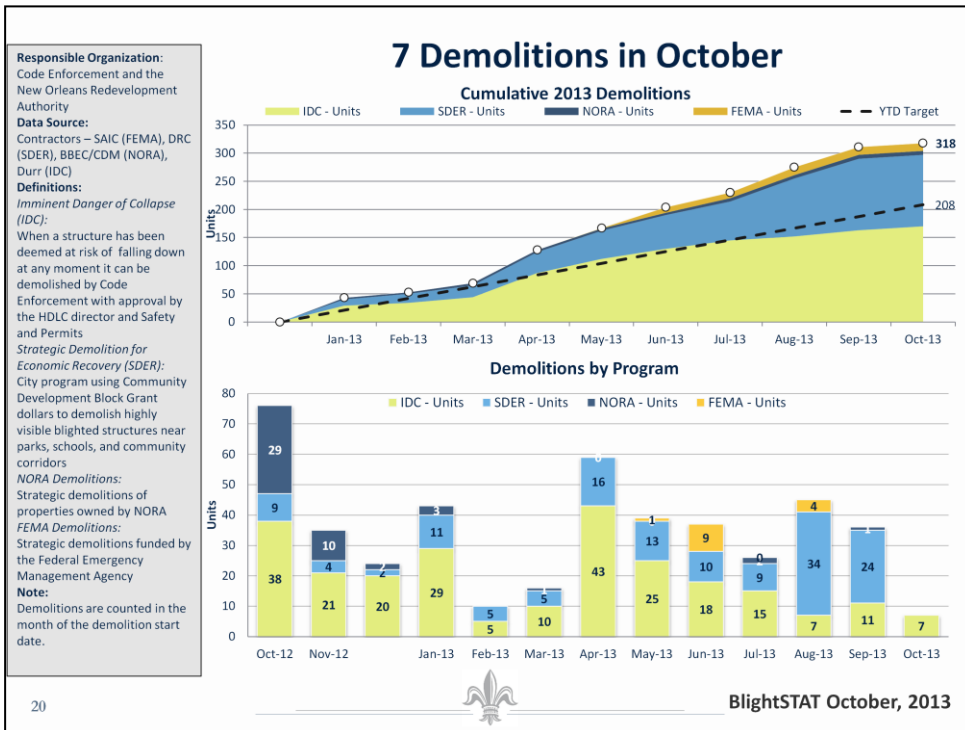 7 Demolitions in October
Responsible Organization:
Code Enforcement and the
New Orleans Redevelopment
Authority
Data Source:
Contractors – SAIC (FEMA), DRC
(SDER), BBEC/CDM (NORA),
Durr (IDC)
Definitions:
Imminent Danger of Collapse
(IDC):
When a structure has been
deemed at risk of falling down
at any moment it can be
demolished by Code
Enforcement with approval by
the HDLC director and Safety
and Permits
Strategic Demolition for
Economic Recovery (SDER):
City program using Community
Development Block Grant
dollars to demolish highly
visible blighted structures near
parks, schools, and community
corridors
NORA Demolitions:
Strategic demolitions of
properties owned by NORA
FEMA Demolitions:
Strategic demolitions funded by
the Federal Emergency
Management Agency
Note:
Demolitions are counted in the
month of the demolition start
date.
Cumulative 2013 Demolitions
IDC - Units SDER - Units NORA - Units FEMA - Units YTD Target
350
300
250
200
150
100
50
0
Units
318
208
Jan-13 Feb-13 Mar-13 Apr-13 May-13 Jun-13 Jul-13 Aug-13 Sep-13 Oct-13
Demolitions by Program
IDC - Units SDER - Units NORA - Units FEMA - Units
80
70
60
50
40
30
20
10
0
Units
29 10 2 3 1 0 1 9 0 4 1
9 4 2 11 5 5 16 13 10 2 9 34 24
38 21 20 29 5 10 43 25 18 15 7 11 7
Oct-12 Nov-12 Jan-13 Feb-13 Mar-13 Apr-13 May-13 Jun-13 Jul-13 Aug-13 Sep-13 Oct-13
20
BlightSTAT October, 2013